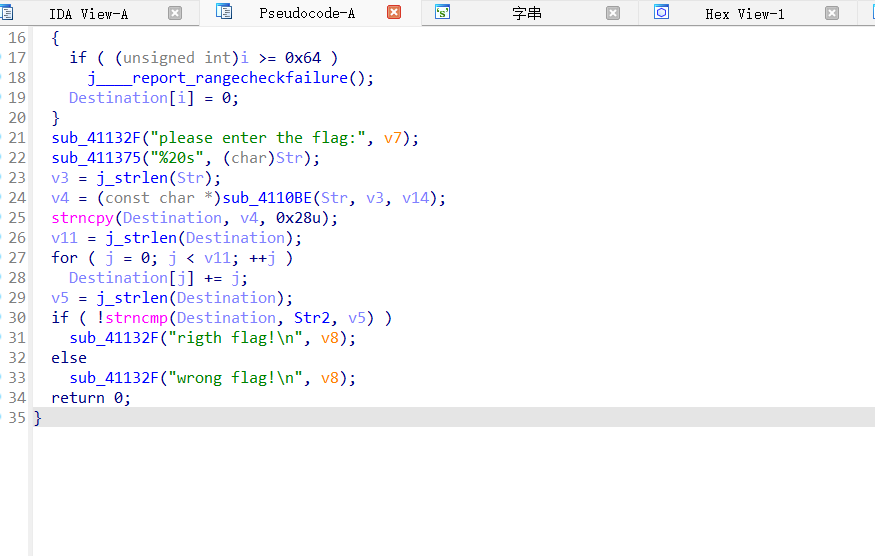 IDA View-A Pseudocode-A 字串 Hex View-1
16 {
17 if ( (unsigned int)i >= 0x64 )
18 j____report_rangecheckfailure();
19 Destination[i] = 0;
20 }
21 sub_41132F("please enter the flag:", v7);
22 sub_411375("%20s", (char)Str);
23 v3 = j_strlen(Str);
24 v4 = (const char *)sub_4110BE(Str, v3, v14);
25 strncpy(Destination, v4, 0x28u);
26 v11 = j_strlen(Destination);
27 for ( j = 0; j < v11; ++j )
28 Destination[j] += j;
29 v5 = j_strlen(Destination);
30 if ( !strncmp(Destination, Str2, v5) )
31 sub_41132F("rigth flag!\n", v8);
32 else
33 sub_41132F("wrong flag!\n", v8);
34 return 0;
35 }